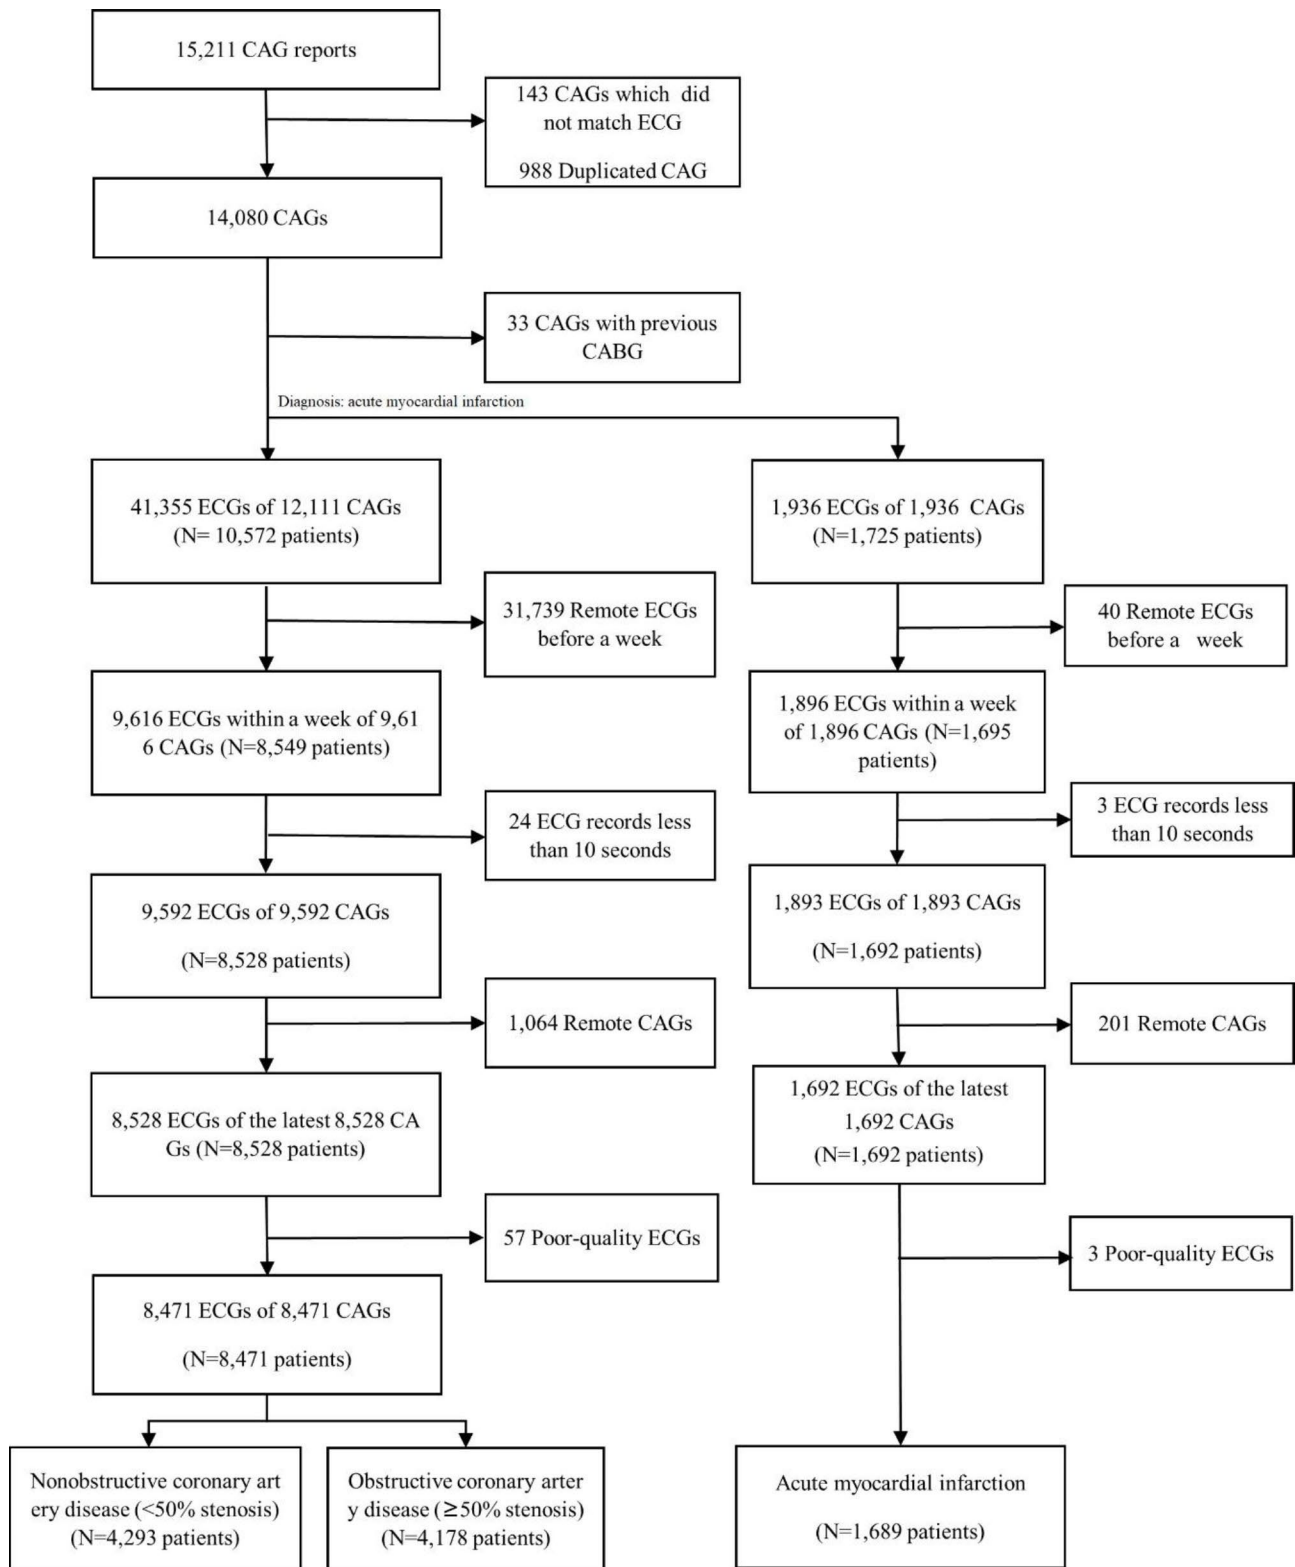 15,211 CAG reports
143 CAGs which did
not match ECG
988 Duplicated CAG
14,080 CAGs
33 CAGs with previous
CABG
Diagnosis: acute myocardial infarction
41,355 ECGs of 12,111 CAGs
(N= 10,572 patients)
1,936 ECGs of 1,936 CAGs
(N=1,725 patients)
31,739 Remote ECGs
before a week
40 Remote ECGs
before a week
9,616 ECGs within a week of 9,61
6 CAGs (N=8,549 patients)
1,896 ECGs within a week
of 1,896 CAGs (N=1,695
patients)
24 ECG records less
than 10 seconds
3 ECG records less
than 10 seconds
9,592 ECGs of 9,592 CAGs
(N=8,528 patients)
1,893 ECGs of 1,893 CAGs
(N=1,692 patients)
1,064 Remote CAGs
201 Remote CAGs
8,528 ECGs of the latest 8,528 CA
Gs (N=8,528 patients)
1,692 ECGs of the latest
1,692 CAGs
(N=1,692 patients)
57 Poor-quality ECGs
3 Poor-quality ECGs
8,471 ECGs of 8,471 CAGs
(N=8,471 patients)
Nonobstructive coronary art
ery disease (<50% stenosis)
(N=4,293 patients)
Obstructive coronary arter
y disease (≥50% stenosis)
(N=4,178 patients)
Acute myocardial infarction
(N=1,689 patients)